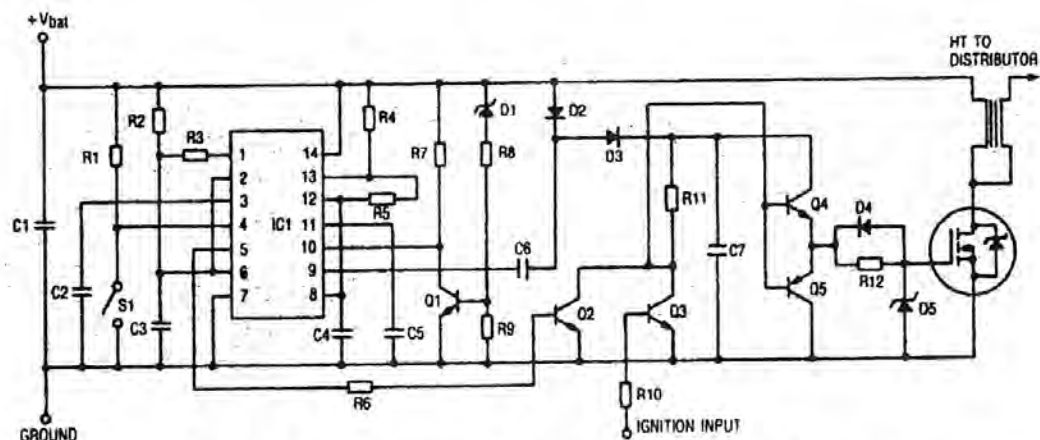 +Vbat
HT TO
DISTRIBUTOR
R2
R4
D1
D2
R3
R1
R7
R8
D3
1
2
3
4
5
6
7
14
13
12
11
10
9
8
IC1
R5
R11
Q4
D4
C1
C6
C7
R12
C2
S1
Q1
Q2
Q3
Q5
D5
C3
C4
C5
R9
R6
R10
GROUND
IGNITION INPUT